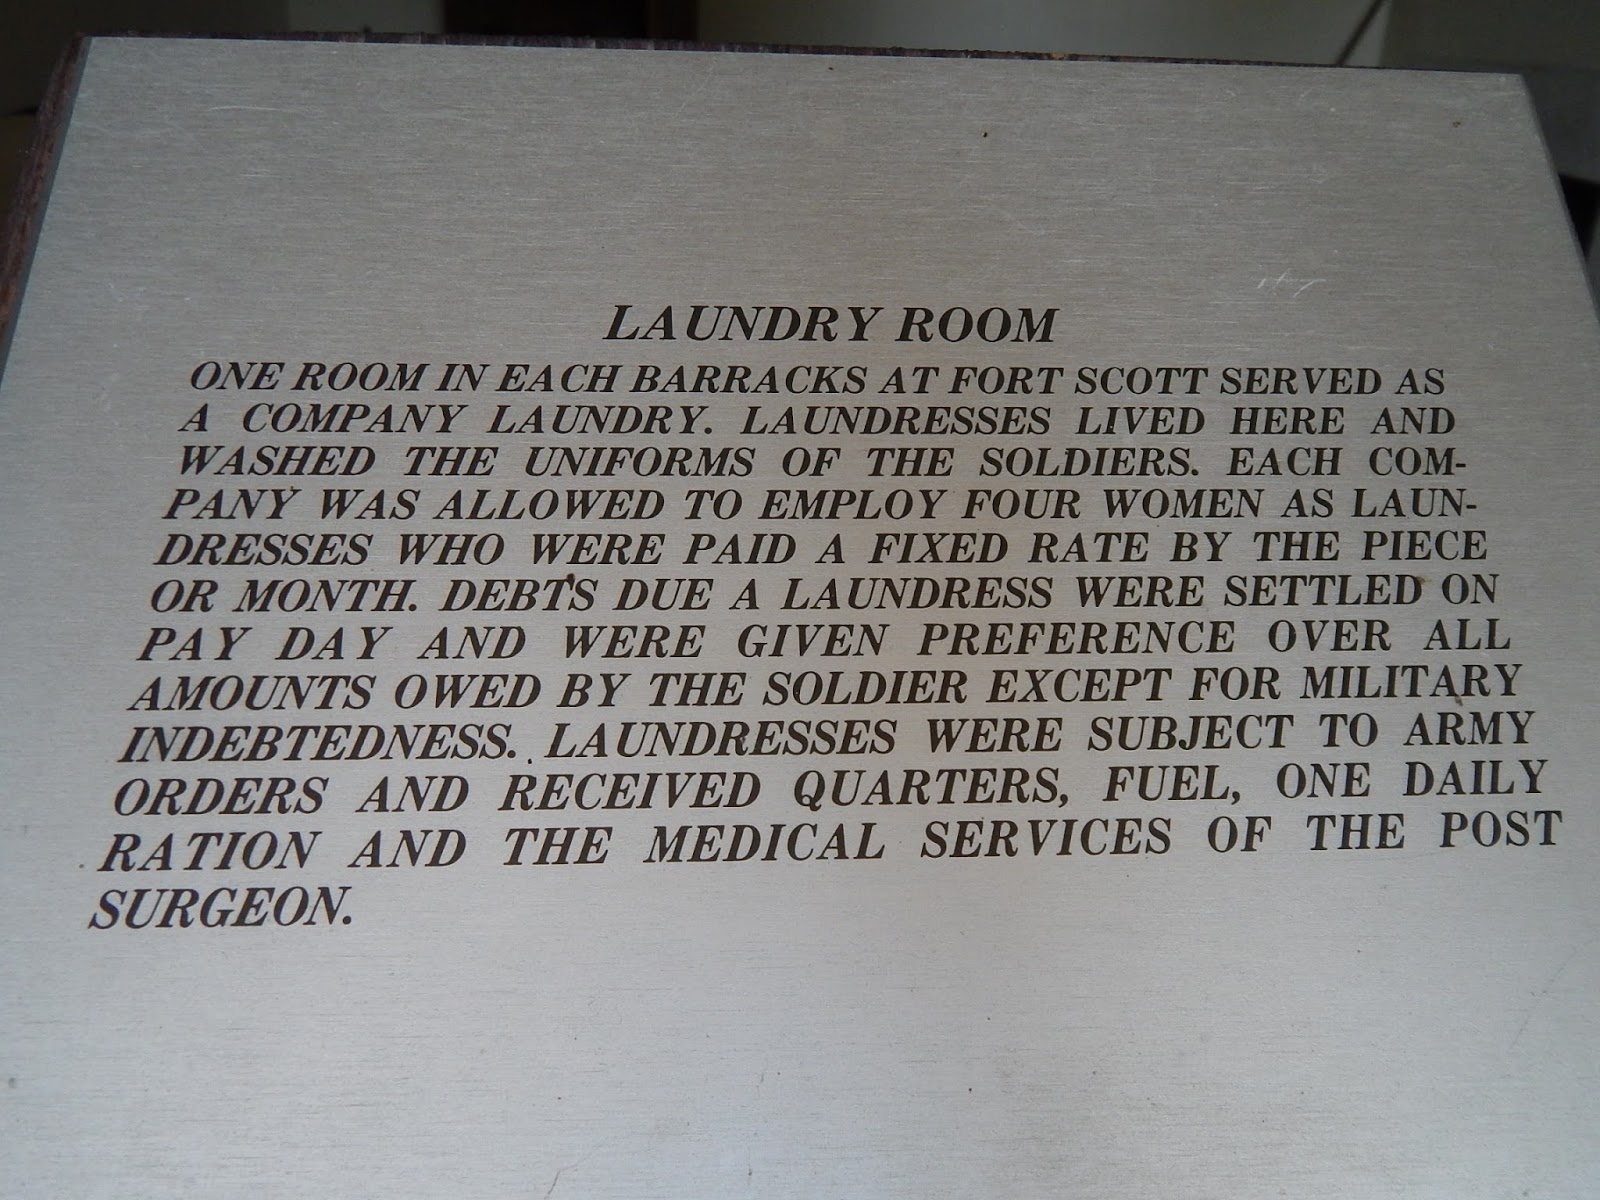 LAUNDRY ROOM
ONE ROOM IN EACH BARRACKS AT FORT SCOTT SERVED AS
A COMPANY LAUNDRY. LAUNDRESSES LIVED HERE AND
WASHED THE UNIFORMS OF THE SOLDIERS. EACH COM-
PANY WAS ALLOWED TO EMPLOY FOUR WOMEN AS LAUN-
DRESSES WHO WERE PAID A FIXED RATE BY THE PIECE
OR MONTH. DEBTS DUE A LAUNDRESS WERE SETTLED ON
PAY DAY AND WERE GIVEN PREFERENCE OVER ALL
AMOUNTS OWED BY THE SOLDIER EXCEPT FOR MILITARY
INDEBTEDNESS. LAUNDRESSES WERE SUBJECT TO ARMY
ORDERS AND RECEIVED QUARTERS, FUEL, ONE DAILY
RATION AND THE MEDICAL SERVICES OF THE POST
SURGEON.